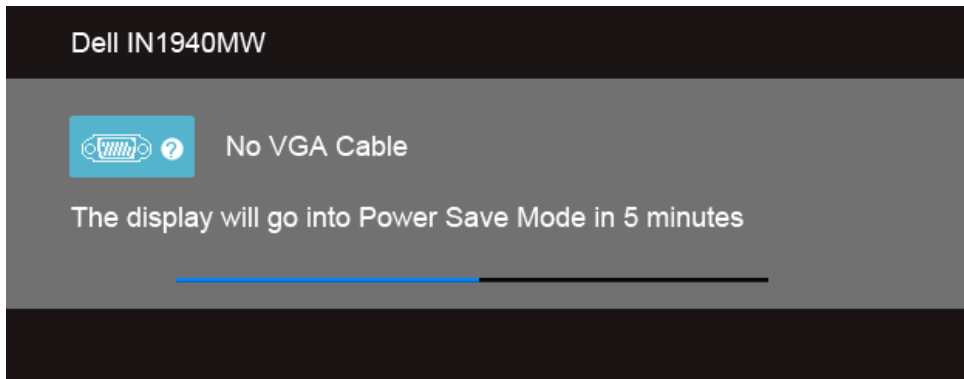 Dell IN1940MW
No VGA Cable
The display will go into Power Save Mode in 5 minutes